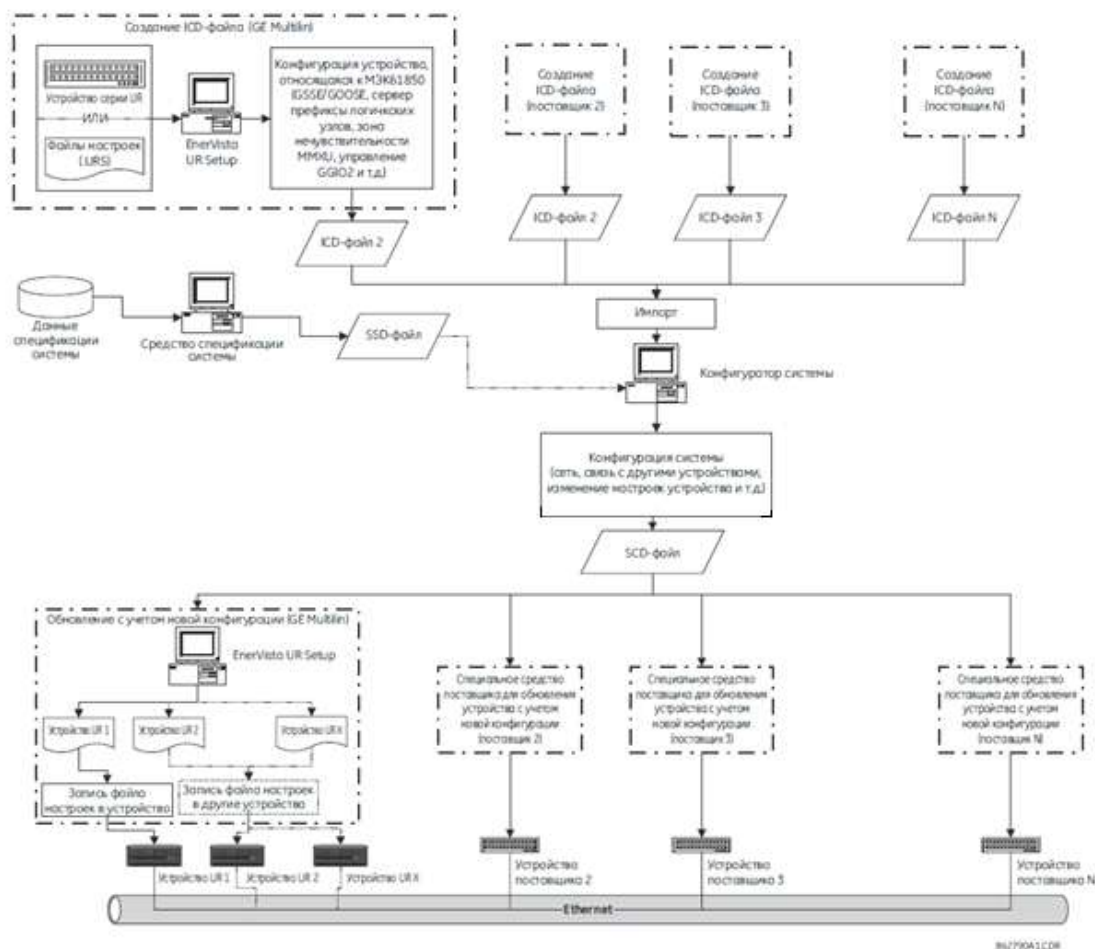 Создание ICD-файла (GE Multilin)
Устройство серии UR
ИЛИ
Файлы настроек
(.URS)
EnerVista
UR Setup
Конфигурация устройство,
относящаяся к МЭК61850
(GSSE/GOOSE, сервер
префиксы логических
узлов, зона
нечувствительности
MMXU, управление
GGIO2 и т.д.)
Создание
ICD-файла
(поставщик 2)
Создание
ICD-файла
(поставщик 3)
Создание
ICD-файла
(поставщик N)
ICD-файл 2
ICD-файл 2
ICD-файл 3
ICD-файл N
Импорт
Данные
спецификации
системы
Средство спецификации
системы
SSD-файл
Конфигуратор системы
Конфигурация системы
(сеть, связь с другими устройствами,
изменение настроек устройства и т.д.)
SCD-файл
Обновление с учетом новой конфигурации (GE Multilin)
EnerVista UR Setup
Устройство UR 1
Устройство UR 2
Устройство UR X
Запись файла
настроек в устройство
Запись файла настроек
в другие устройства
Специальное средство
поставщика для обновления
устройства с учетом
новой конфигурации
(поставщик 2)
Специальное средство
поставщика для обновления
устройства с учетом
новой конфигурации
(поставщик 3)
Специальное средство
поставщика для обновления
устройства с учетом
новой конфигурации
(поставщик N)
Устройство UR 1
Устройство UR 2
Устройство UR X
Устройство
поставщика 2
Устройство
поставщика 3
Устройство
поставщика N
Ethernet
862790A1.CDR